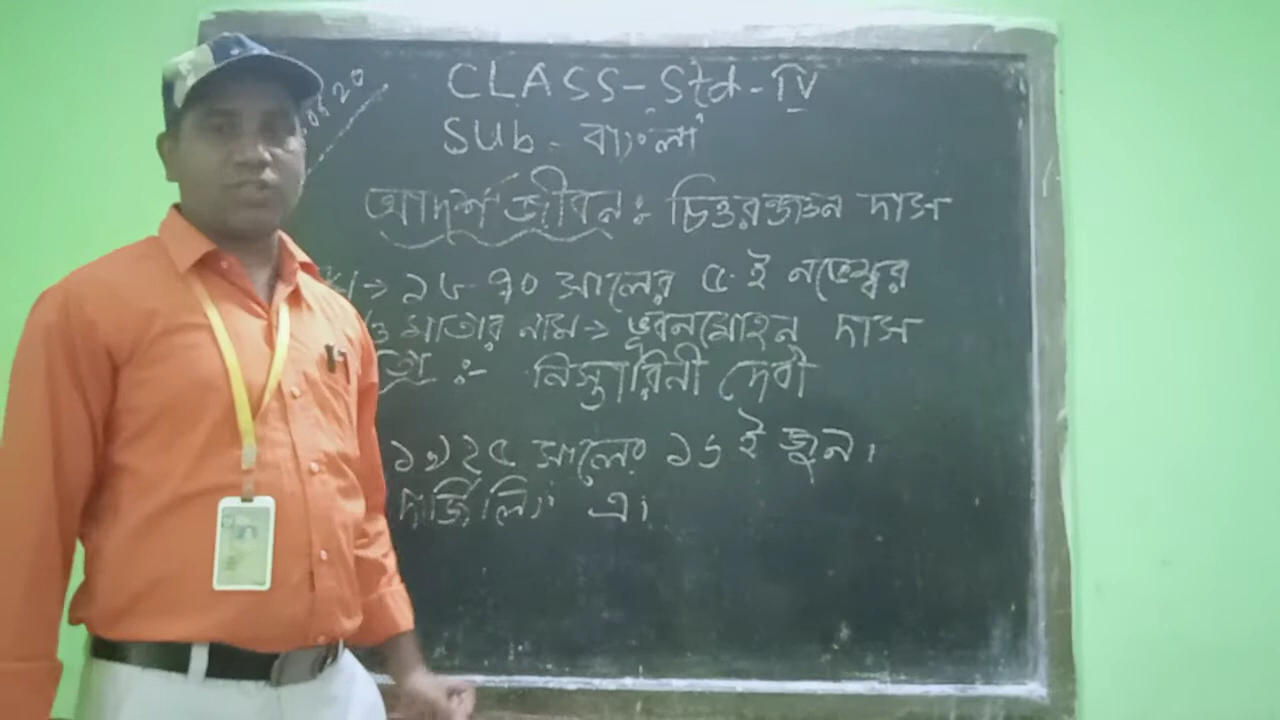 CLASS-Std-IV
Sub- বাংলা
আদর্শ জীবন: চিত্তরঞ্জন দাস
→ ১৮৭০ সালের ৫ই নভেম্বর
ও মাতার নাম → ভূবনমোহন দাস
:- নিস্তারিনী দেবী
১৯২৫ সালের ১৬ই জুন।
দার্জিলিং এ।